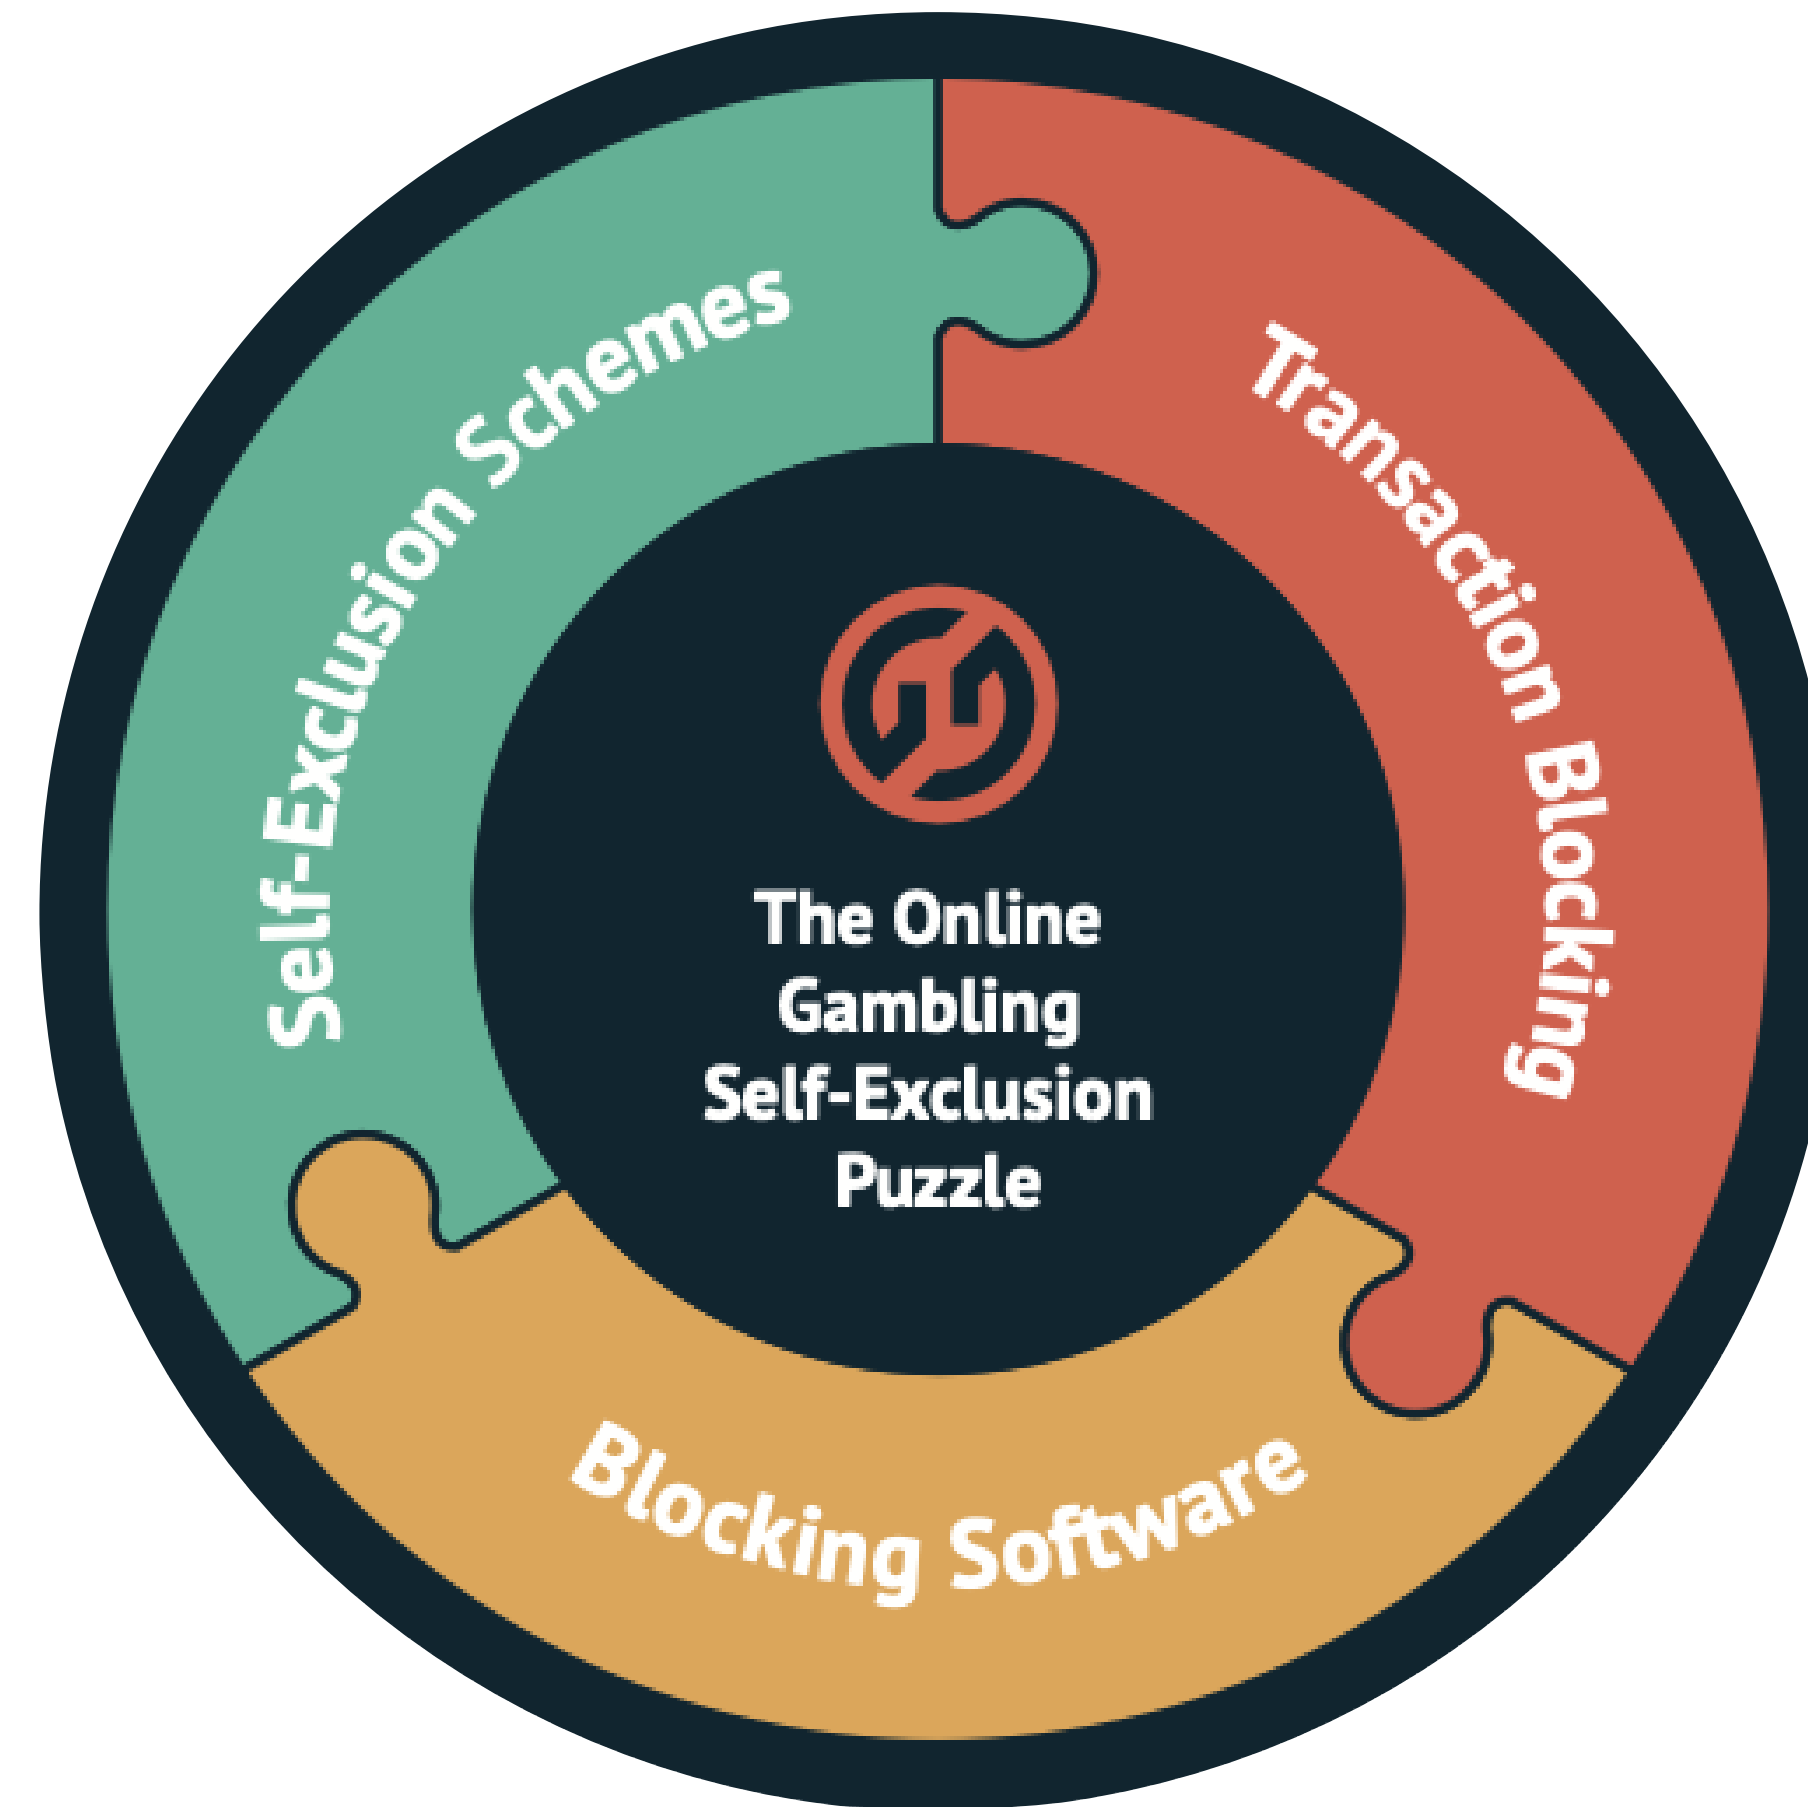 Self-Exclusion Schemes
Transaction Blocking
The Online
Gambling
Self-Exclusion
Puzzle
Blocking Software